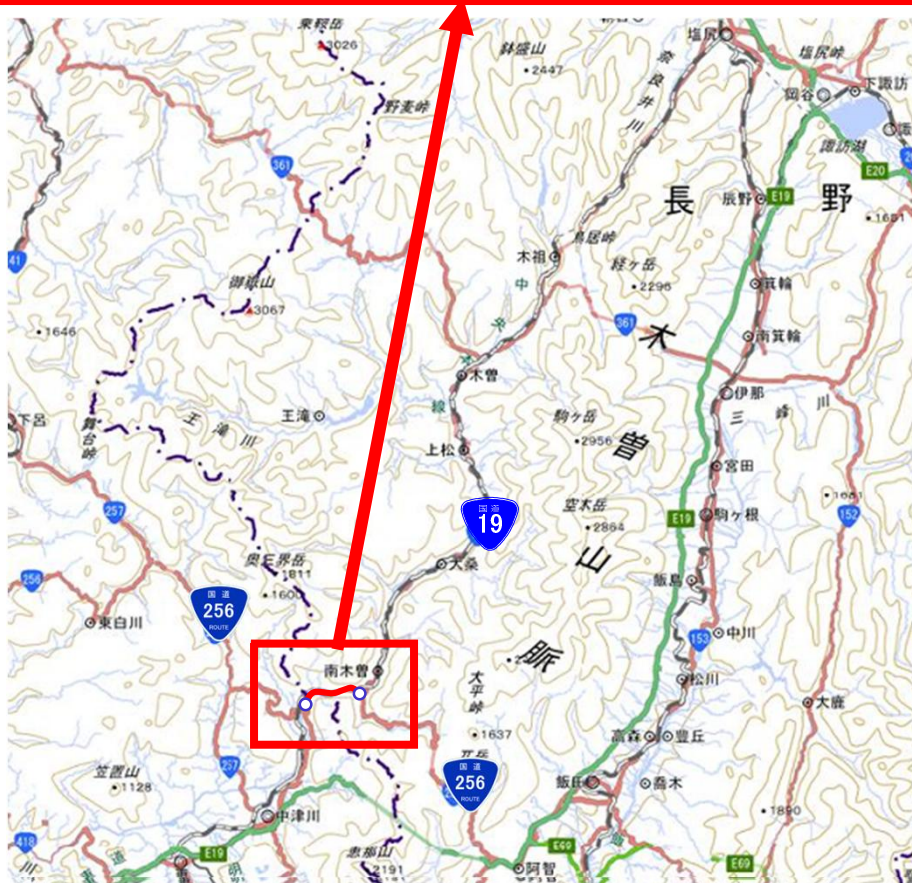 乗鞍岳
3026
鉢盛山
2447
奈良井川
塩尻
塩尻峠
岡谷
下諏訪
諏訪湖
E20
野麦峠
361
41
長野
辰野
E19
1681
鳥居峠
木祖
経ヶ岳
2296
箕輪
御嶽山
3067
中央本線
361
南箕輪
1646
木曽
伊那
三峰川
王滝
王滝川
舞台峠
下呂
駒ヶ岳
2956
上松
宮田
木曽山脈
257
国道
19
空木岳
2864
E19
駒ヶ根
152
奥三界岳
1811
1600
大桑
飯島
256
東白川
国道
256
ROUTE
153
中川
南木曽
松川
大平峠
1637
大鹿
高森
豊丘
257
笠置山
1128
国道
256
ROUTE
飯田
喬木
1890
中津川
418
E19
恵那山
2191
阿智
E69